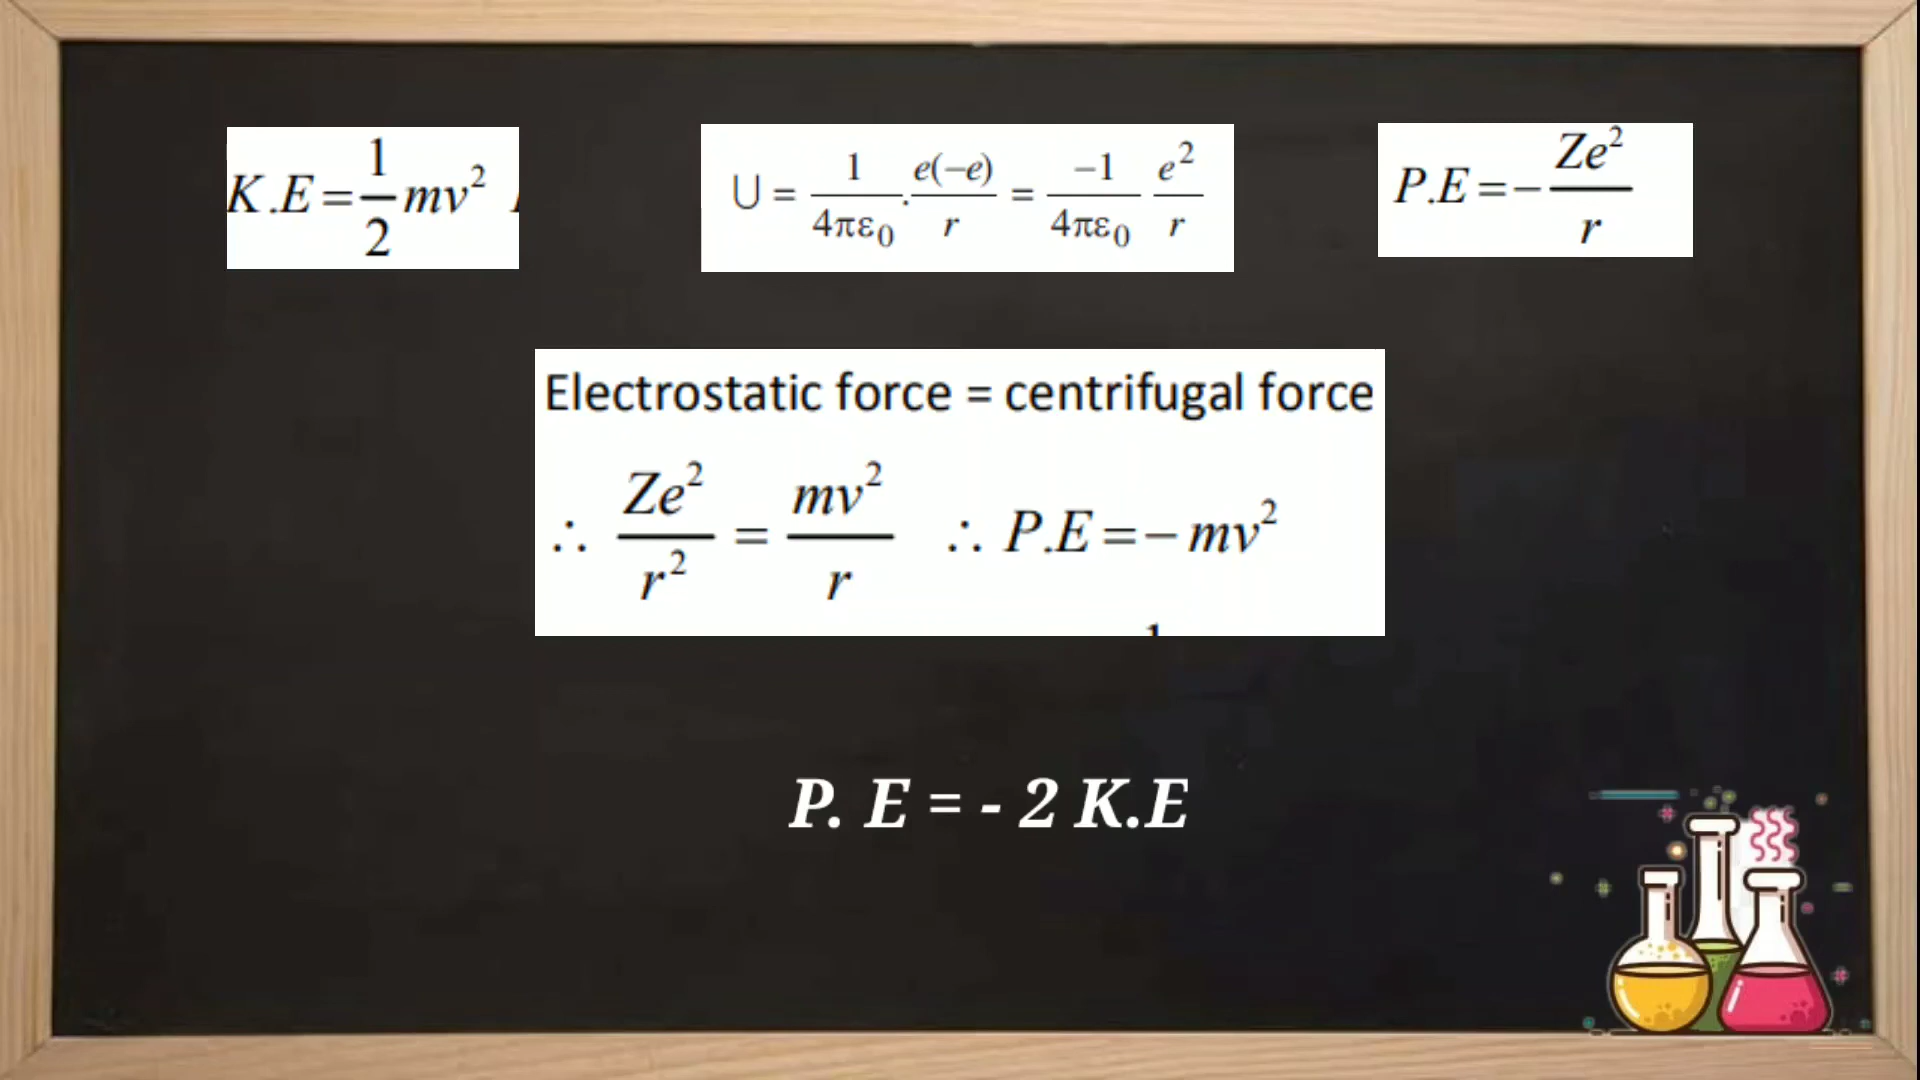 K.E = 1/2 mv²
U = 1/4πε₀ . e(−e)/r = −1/4πε₀ e²/r
P.E = − Ze²/r
Electrostatic force = centrifugal force
∴ Ze²/r² = mv²/r ∴ P.E = − mv²
P. E = - 2 K.E